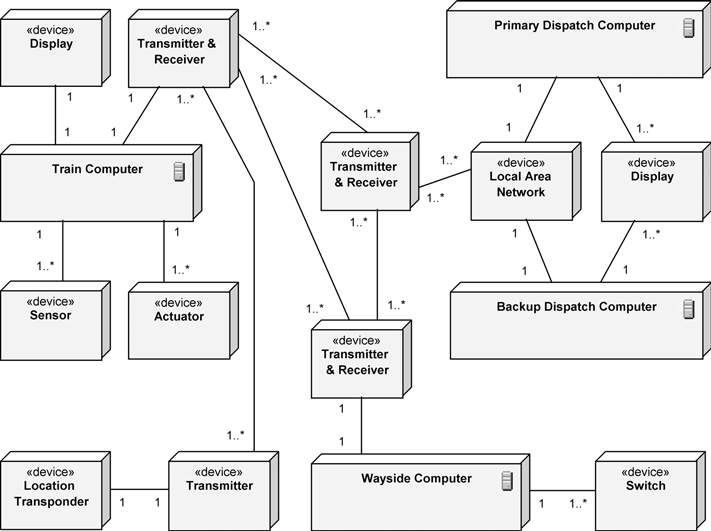 «device»
Display
«device»
Transmitter &
Receiver
Primary Dispatch Computer
1..*
1..*
1
1
1..*
1
1
1
1
1..*
1
1..*
«device»
Transmitter
& Receiver
1..*
1..*
«device»
Local Area
Network
«device»
Display
Train Computer
1..*
1
1..*
1
1
1..*
1..*
1
1
«device»
Sensor
«device»
Actuator
Backup Dispatch Computer
1..*
1..*
«device»
Transmitter
& Receiver
1
1
1..*
«device»
Location
Transponder
1
1
«device»
Transmitter
Wayside Computer
1
1..*
«device»
Switch